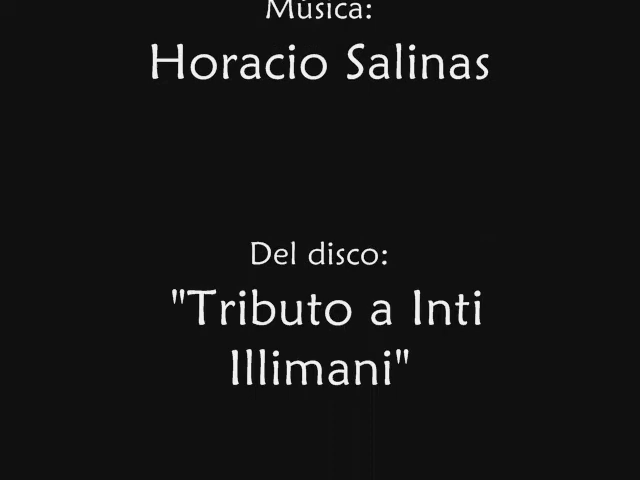 Música:
Horacio Salinas
Del disco:
"Tributo a Inti
Illimani"